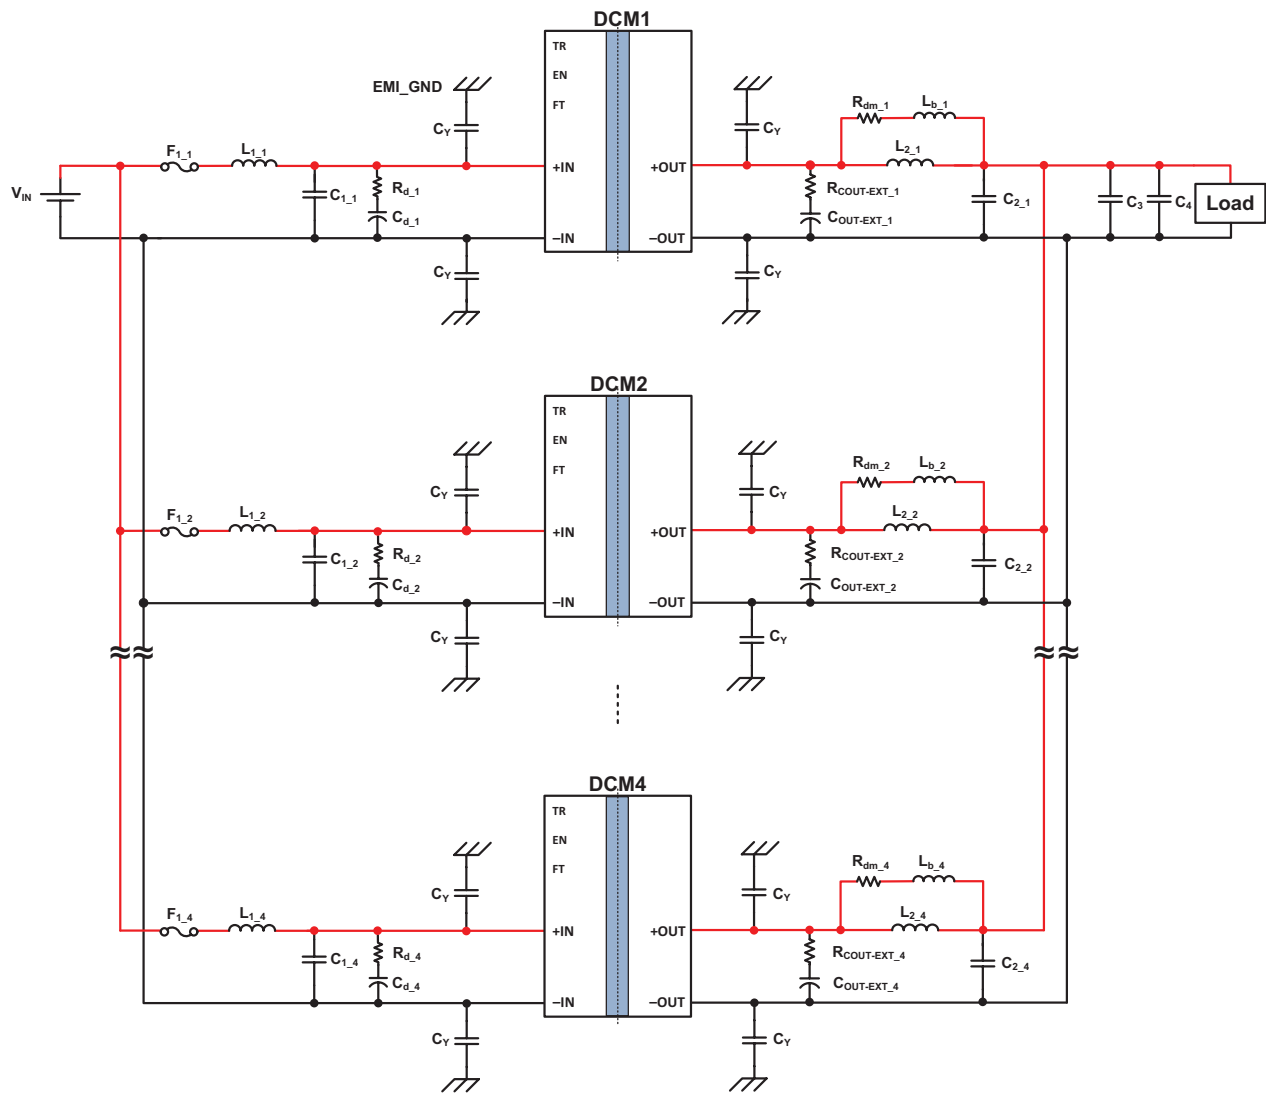 DCM1
TR
EN
FT
EMI_GND
CY
CY
Rdm_1
Lb_1
F1_1
L1_1
L2_1
VIN
+IN
+OUT
C1_1
Rd_1
Cd_1
RCOUT-EXT_1
COUT-EXT_1
C2_1
C3
C4
Load
–IN
–OUT
CY
CY
DCM2
TR
EN
FT
CY
CY
Rdm_2
Lb_2
F1_2
L1_2
L2_2
+IN
+OUT
C1_2
Rd_2
Cd_2
RCOUT-EXT_2
COUT-EXT_2
C2_2
–IN
–OUT
CY
CY
DCM4
TR
EN
FT
CY
CY
Rdm_4
Lb_4
F1_4
L1_4
L2_4
+IN
+OUT
C1_4
Rd_4
Cd_4
RCOUT-EXT_4
COUT-EXT_4
C2_4
–IN
–OUT
CY
CY